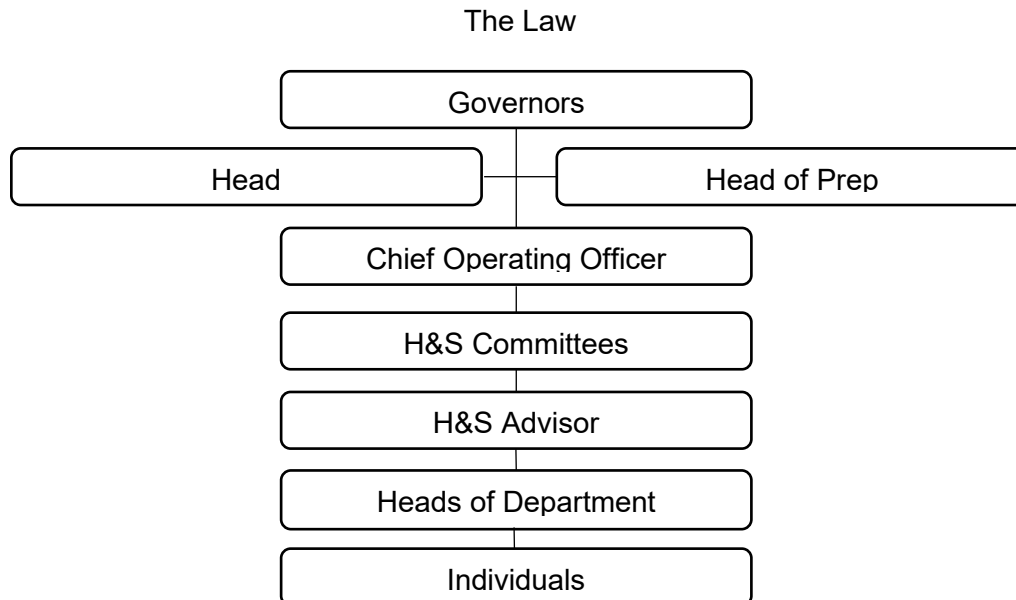 The Law
Governors
Head
Head of Prep
Chief Operating Officer
H&S Committees
H&S Advisor
Heads of Department
Individuals